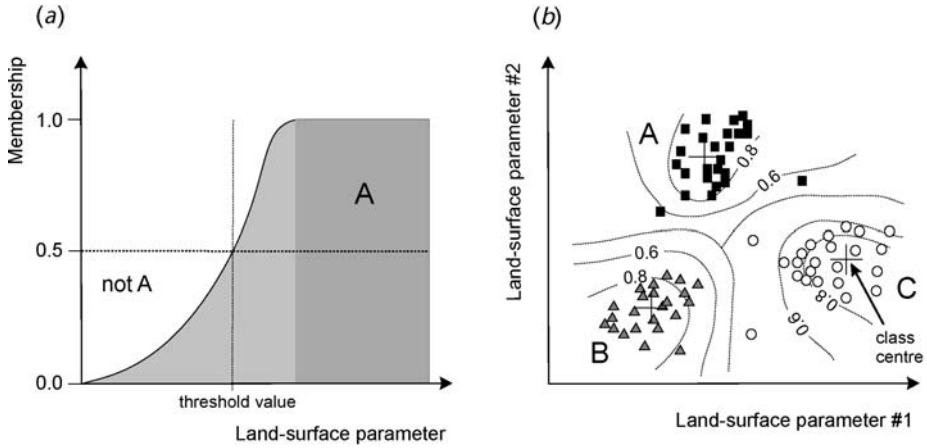 (a)
Membership
1.0
0.5
0.0
A
not A
threshold value
Land-surface parameter
(b)
Land-surface parameter #2
A
0.8
0.6
0.6
0.8
B
0.8
0.6
C
class
centre
Land-surface parameter #1